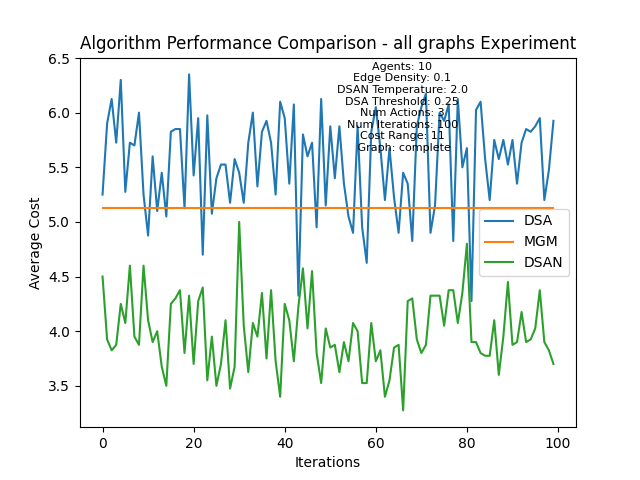 Algorithm Performance Comparison - all graphs Experiment
Agents: 10
Edge Density: 0.1
DSAN Temperature: 2.0
DSA Threshold: 0.25
Num Actions: 3
Num Iterations: 100
Cost Range: 11
Graph: complete
6.5
6.0
5.5
5.0
4.5
4.0
3.5
Average Cost
DSA
MGM
DSAN
0
20
40
60
80
100
Iterations